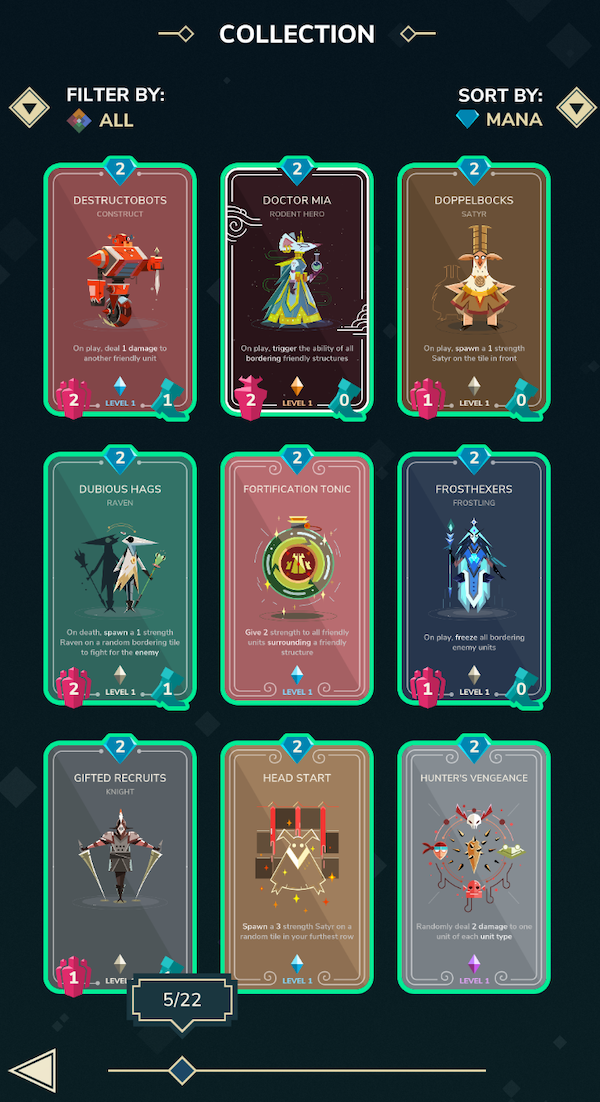 COLLECTION
FILTER BY:
ALL
SORT BY:
MANA
2
DESTRUCTOBOTS
CONSTRUCT
On play, deal 1 damage to
another friendly unit
2
LEVEL 1
1
2
DOCTOR MIA
RODENT HERO
On play, trigger the ability of all
bordering friendly structures
2
LEVEL 1
0
2
DOPPELBOCKS
SATYR
On play, spawn a 1 strength
Satyr on the tile in front
1
LEVEL 1
0
2
DUBIOUS HAGS
RAVEN
On death, spawn a 1 strength
Raven on a random bordering tile
to fight for the enemy
2
LEVEL 1
1
2
FORTIFICATION TONIC
Give 2 strength to all friendly
units surrounding a friendly
structure
LEVEL 1
2
FROSTHEXERS
FROSTLING
On play, freeze all bordering
enemy units
1
LEVEL 1
0
2
GIFTED RECRUITS
KNIGHT
1
2
HEAD START
Spawn a 3 strength Satyr on a
random tile in your furthest row
LEVEL 1
2
HUNTER'S VENGEANCE
Randomly deal 2 damage to one
unit of each unit type
LEVEL 1
5/22